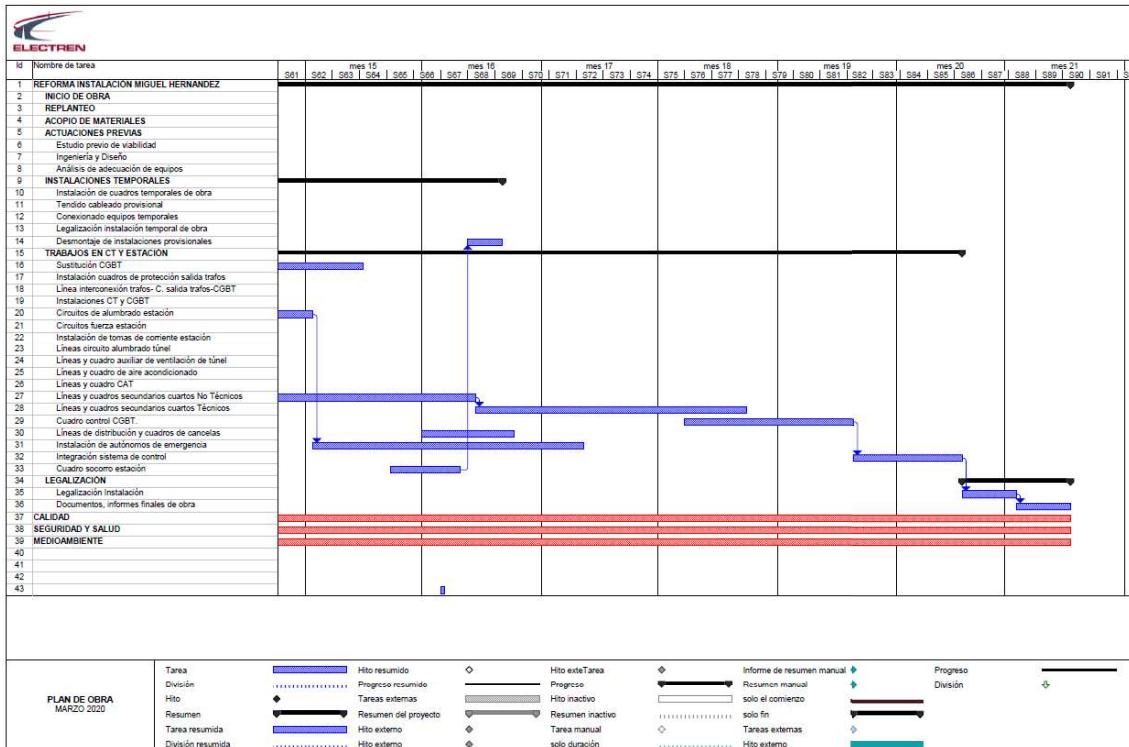 ELECTREN
Id Nombre de tarea mes 15 mes 16 mes 17 mes 18 mes 19 mes 20 mes 21
S61 S62 S63 S64 S65 S66 S67 S68 S69 S70 S71 S72 S73 S74 S75 S76 S77 S78 S79 S80 S81 S82 S83 S84 S85 S86 S87 S88 S89 S90 S91 S
1 REFORMA INSTALACIÓN MIGUEL HERNANDEZ
2 INICIO DE OBRA
3 REPLANTEO
4 ACOPIO DE MATERIALES
5 ACTUACIONES PREVIAS
6 Estudio previo de viabilidad
7 Ingeniería y Diseño
8 Análisis de adecuación de equipos
9 INSTALACIONES TEMPORALES
10 Instalación de cuadros temporales de obra
11 Tendido cableado provisional
12 Conexionado equipos temporales
13 Legalización instalación temporal de obra
14 Desmontaje de instalaciones provisionales
15 TRABAJOS EN CT Y ESTACIÓN
16 Sustitución CGBT
17 Instalación cuadros de protección salida trafos
18 Línea interconexión trafos- C. salida trafos-CGBT
19 Instalaciones CT y CGBT
20 Circuitos de alumbrado estación
21 Circuitos fuerza estación
22 Instalación de tomas de corriente estación
23 Líneas circuito alumbrado túnel
24 Líneas y cuadro auxiliar de ventilación de túnel
25 Líneas y cuadro de aire acondicionado
26 Líneas y cuadro CAT
27 Líneas y cuadros secundarios cuartos No Técnicos
28 Líneas y cuadros secundarios cuartos Técnicos
29 Cuadro control CGBT.
30 Líneas de distribución y cuadros de cancelas
31 Instalación de autónomos de emergencia
32 Integración sistema de control
33 Cuadro socorro estación
34 LEGALIZACIÓN
35 Legalización Instalación
36 Documentos, informes finales de obra
37 CALIDAD
38 SEGURIDAD Y SALUD
39 MEDIOAMBIENTE
40
41
42
43
PLAN DE OBRA
MARZO 2020
Tarea Hito resumido Hito exteTarea Informe de resumen manual Progreso
División Progreso resumido Progreso Resumen manual División
Hito Tareas externas Hito inactivo solo el comienzo
Resumen Resumen del proyecto Resumen inactivo solo fin
Tarea resumida Hito externo Tarea manual Tareas externas
División resumida Hito externo solo duración Hito externo